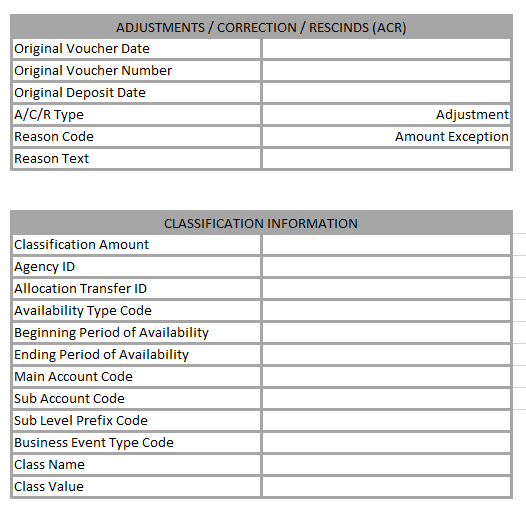 ADJUSTMENTS / CORRECTION / RESCINDS (ACR)
Original Voucher Date
Original Voucher Number
Original Deposit Date
A/C/R Type Adjustment
Reason Code Amount Exception
Reason Text
CLASSIFICATION INFORMATION
Classification Amount
Agency ID
Allocation Transfer ID
Availability Type Code
Beginning Period of Availability
Ending Period of Availability
Main Account Code
Sub Account Code
Sub Level Prefix Code
Business Event Type Code
Class Name
Class Value